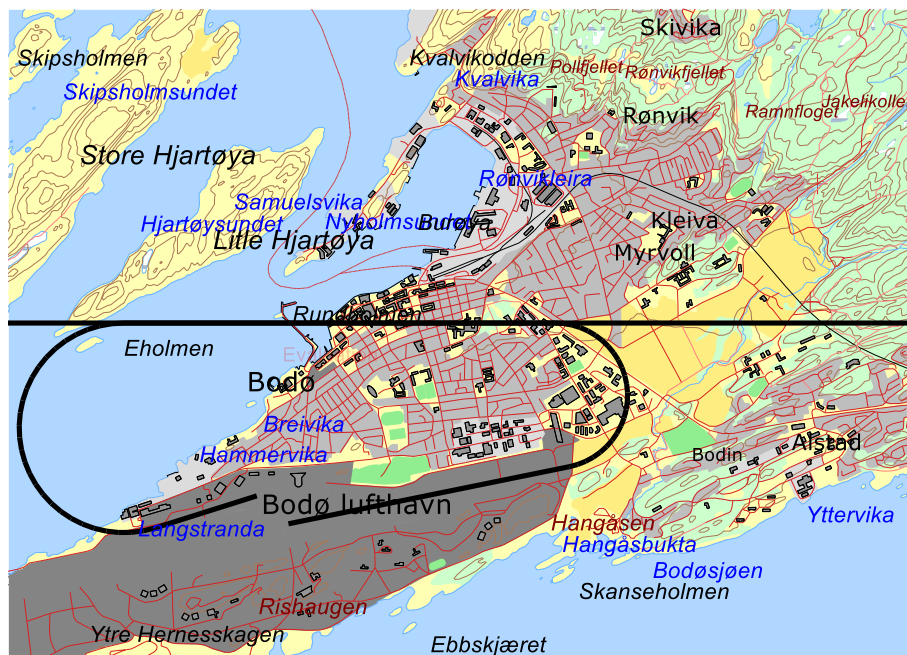 Skivika
Skipsholmen
Kvalvikodden
Pollfjellet
Rønvikfjellet
Kvalvika
Skipsholmsundet
Jakelikolle
Ramnfloget
Rønvik
Store Hjartøya
Rønvikleira
Samuelsvika
Hjartøysundet
Nyholmsundet
Burøya
Kleiva
Litle Hjartøya
Myrvoll
Rundholmen
Eholmen
Bodø
Breivika
Alstad
Hammervika
Bodin
Bodø lufthavn
Yttervika
Langstranda
Hangåsen
Hangåsbukta
Bodøsjøen
Skanseholmen
Rishaugen
Ytre Hernesskagen
Ebbskjæret